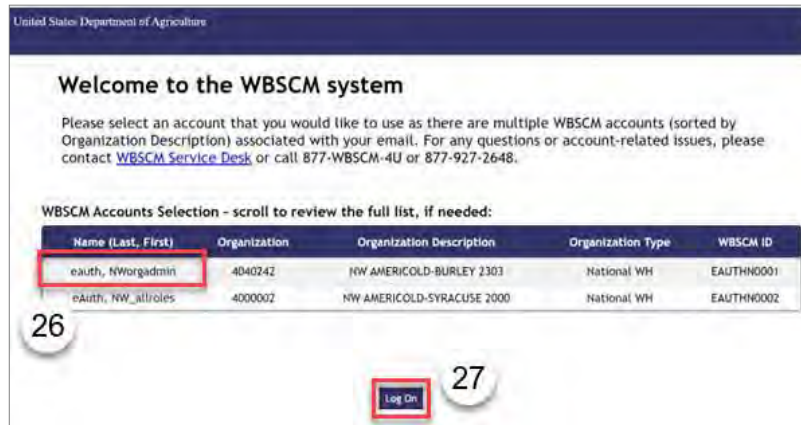 United States Department of Agriculture
Welcome to the WBSCM system
Please select an account that you would like to use as there are multiple WBSCM accounts (sorted by
Organization Description) associated with your email. For any questions or account-related issues, please
contact WBSCM Service Desk or call 877-WBSCM-4U or 877-927-2648.
WBSCM Accounts Selection - scroll to review the full list, if needed:
Name (Last, First) Organization Organization Description Organization Type WBSCM ID
eauth, NWorgadmin 4040242 NW AMERICOLD-BURLEY 2303 National WH EAUTHN0001
eAuth, NW_allroles 4000002 NW AMERICOLD-SYRACUSE 2000 National WH EAUTHN0002
26
27
Log On